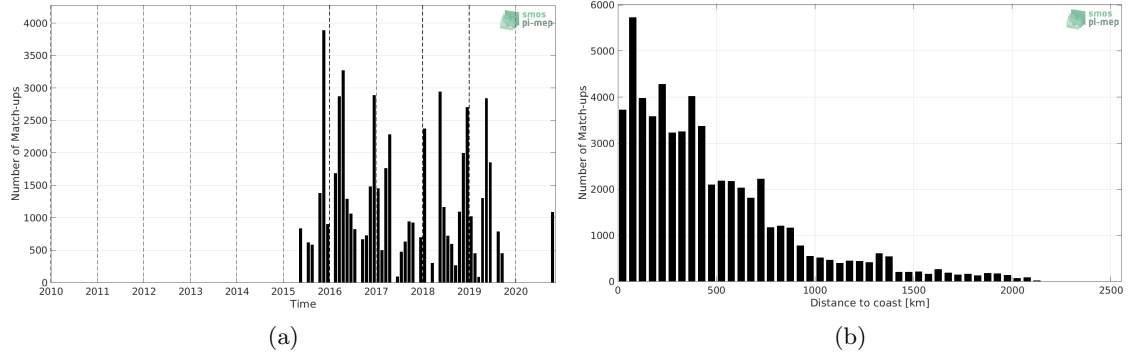 smos
pi-mep
Number of Match-ups
4000
3500
3000
2500
2000
1500
1000
500
0
2010 2011 2012 2013 2014 2015 2016 2017 2018 2019 2020
Time
(a)
smos
pi-mep
Number of Match-ups
6000
5000
4000
3000
2000
1000
0
0 500 1000 1500 2000 2500
Distance to coast [km]
(b)